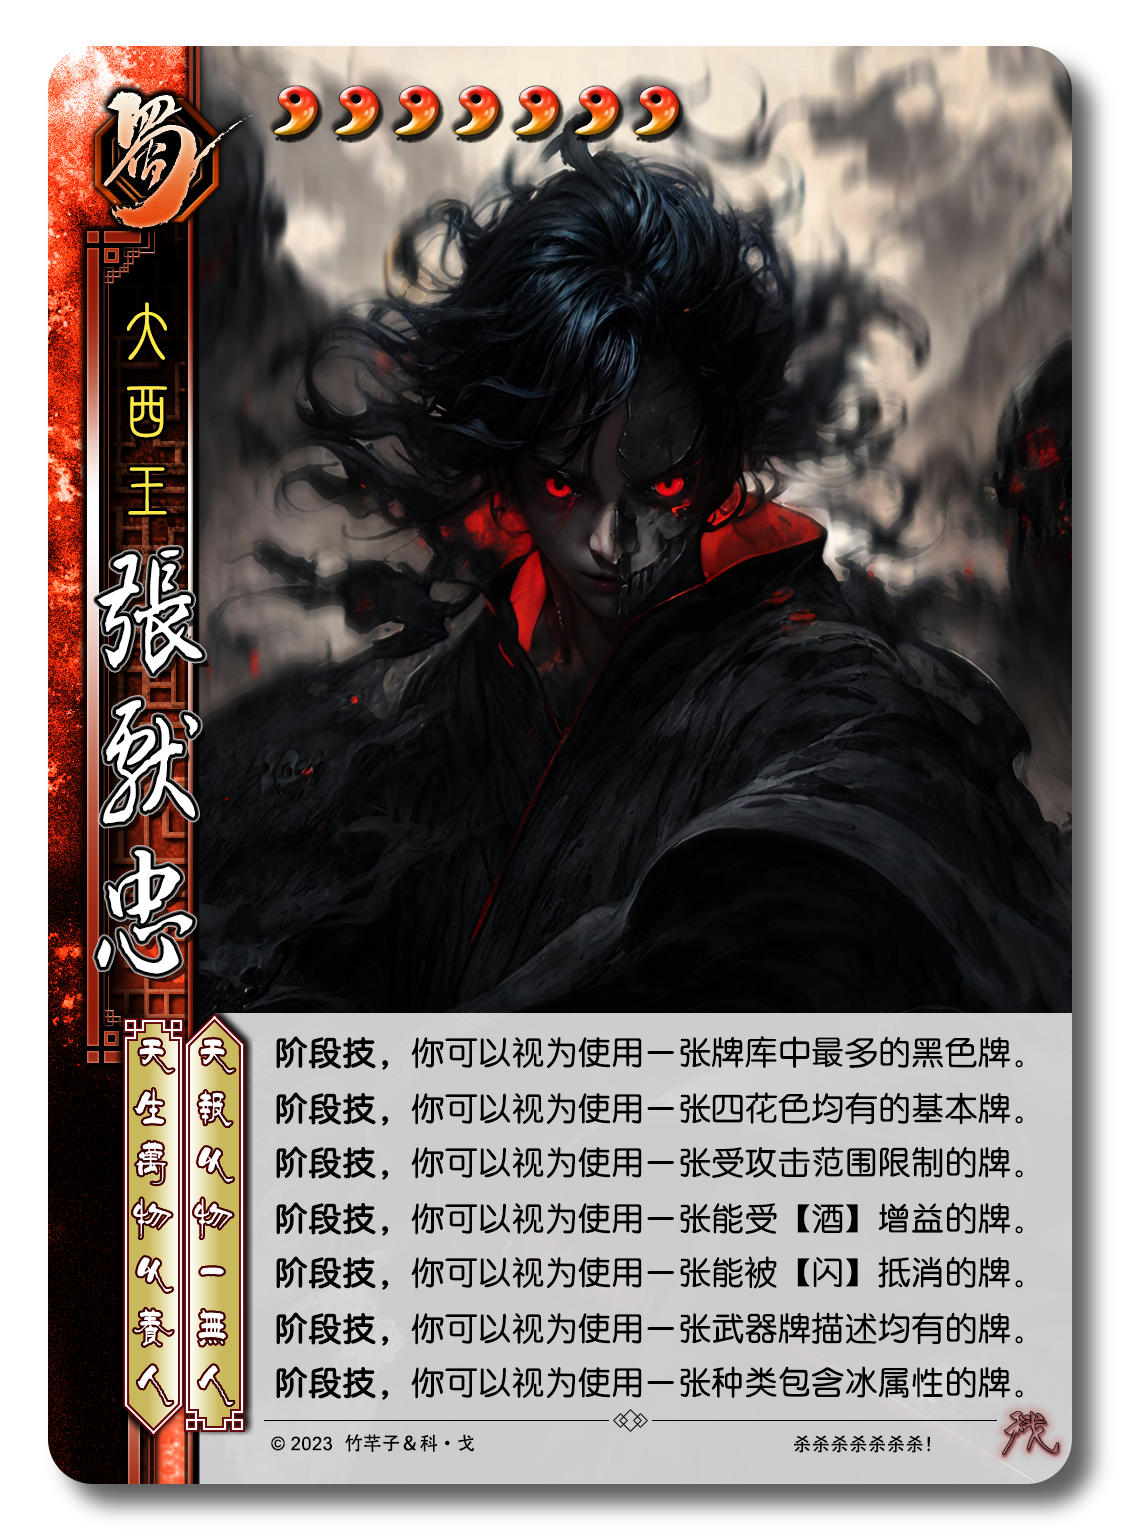 蜀
大西王
張獻忠
天生萬物以養人
天報以物一無人
阶段技，你可以视为使用一张牌库中最多的黑色牌。
阶段技，你可以视为使用一张四花色均有的基本牌。
阶段技，你可以视为使用一张受攻击范围限制的牌。
阶段技，你可以视为使用一张能受【酒】增益的牌。
阶段技，你可以视为使用一张能被【闪】抵消的牌。
阶段技，你可以视为使用一张武器牌描述均有的牌。
阶段技，你可以视为使用一张种类包含冰属性的牌。
© 2023 竹芊子&科·戈
杀杀杀杀杀杀杀!